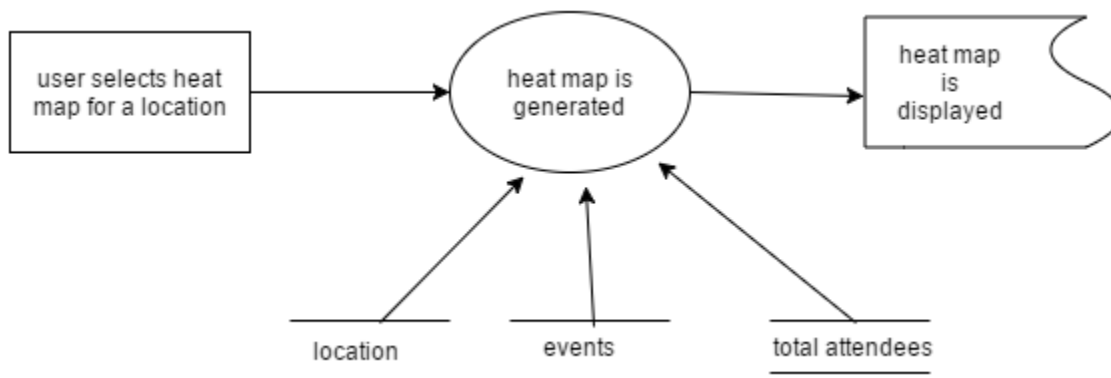 user selects heat
map for a location
heat map is
generated
heat map
is
displayed
location
events
total attendees